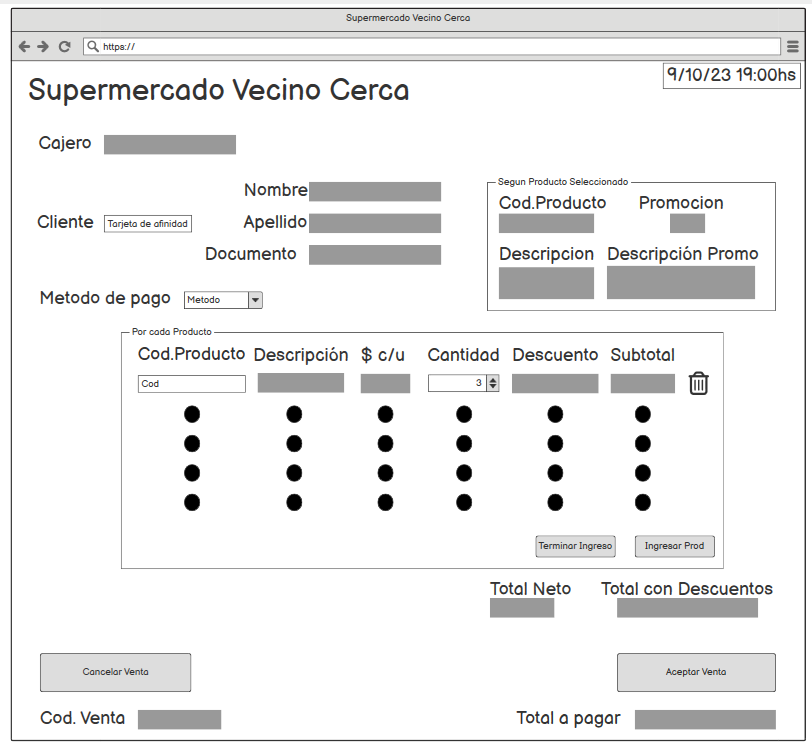 Supermercado Vecino Cerca
https://
9/10/23 19:00hs
Supermercado Vecino Cerca
Cajero
Nombre
Cliente Tarjeta de afinidad Apellido
Documento
Segun Producto Seleccionado
Cod.Producto Promocion
Descripcion Descripción Promo
Metodo de pago Metodo
Por cada Producto
Cod.Producto Descripción $ c/u Cantidad Descuento Subtotal
Cod 3
Terminar Ingreso Ingresar Prod
Total Neto Total con Descuentos
Cancelar Venta Aceptar Venta
Cod. Venta Total a pagar